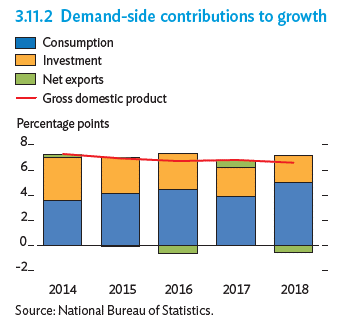 3.11.2 Demand-side contributions to growth
Consumption
Investment
Net exports
Gross domestic product
Percentage points
8
6
4
2
0
-2
2014 2015 2016 2017 2018
Source: National Bureau of Statistics.